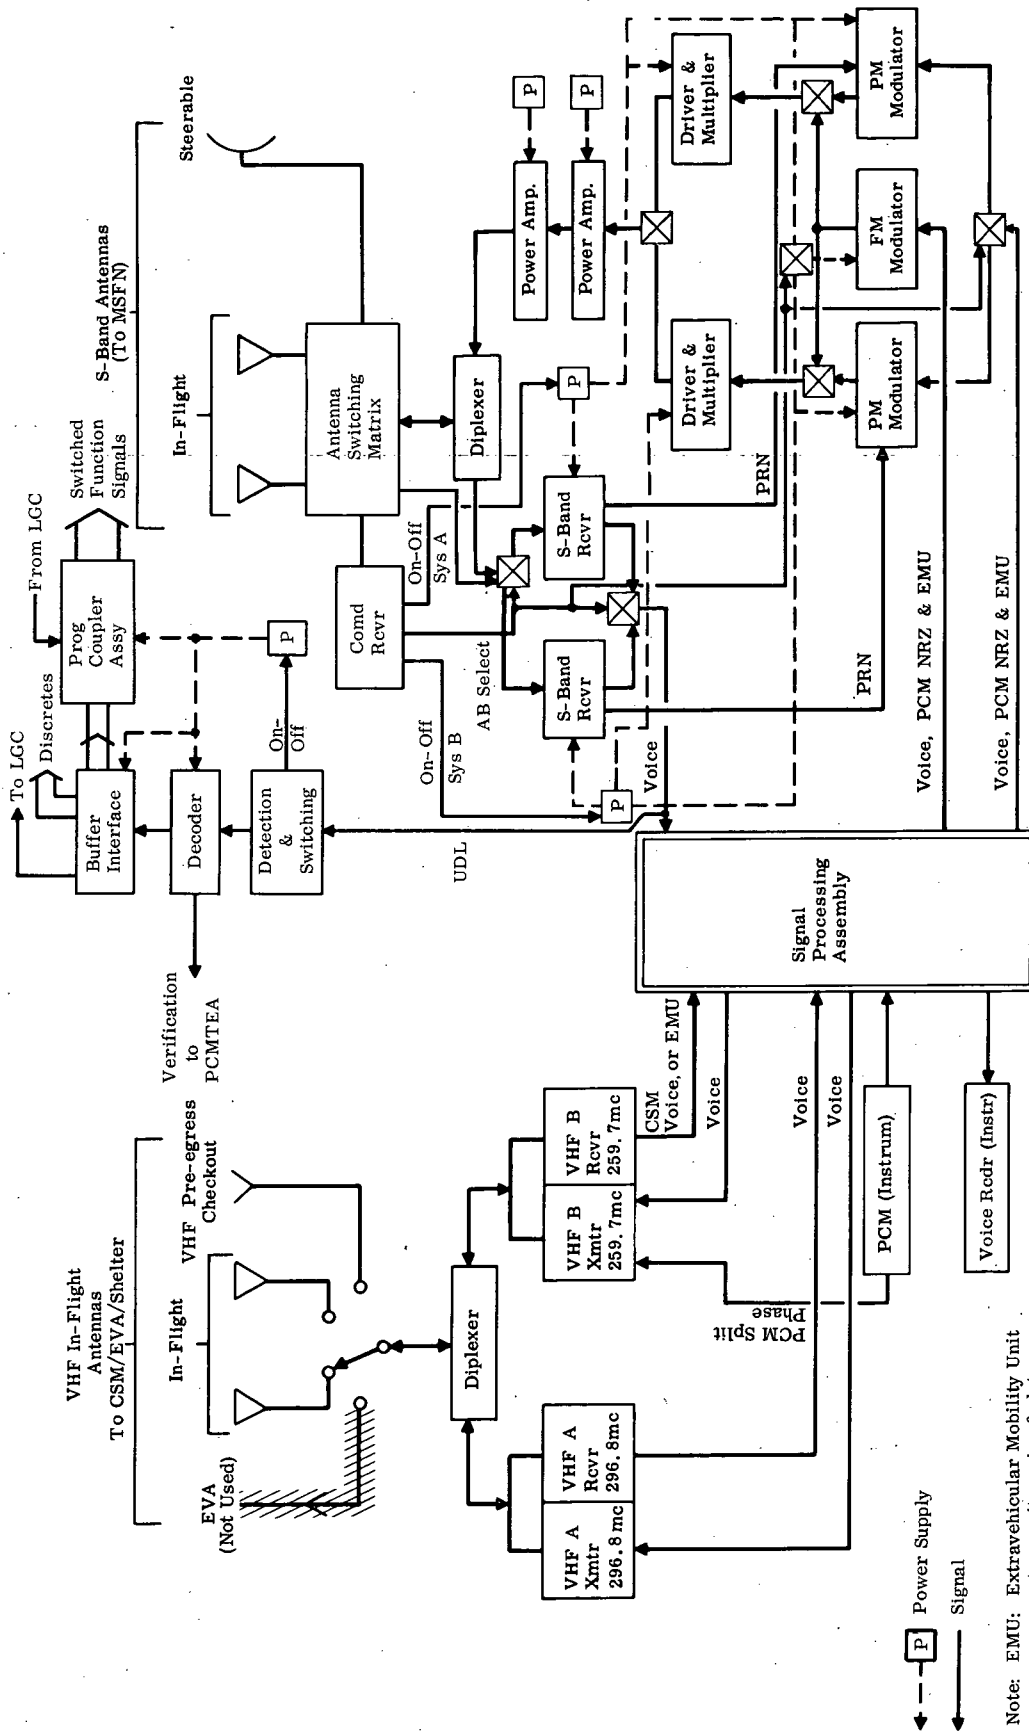 VHF In-Flight
Antennas
To CSM/EVA/Shelter
EVA
(Not Used)
In-Flight
VHF Pre-egress
Checkout
Diplexer
VHF A
Xmtr
296.8mc
VHF A
Rcvr
296.8mc
VHF B
Xmtr
259.7mc
VHF B
Rcvr
259.7mc
PCM Split
Phase
CSM
Voice, or EMU
Voice
Voice
Voice
PCM (Instrum)
Voice Rcdr (Instr)
Signal
Processing
Assembly
Verification
to
PCMTEA
To LGC
Discretes
Buffer
Interface
Decoder
Detection
&
Switching
On-
Off
P
UDL
Prog
Coupler
Assy
From LGC
Switched
Function
Signals
S-Band Antennas
(To MSFN)
In-Flight
Steerable
Antenna
Switching
Matrix
Comd
Rcvr
On-Off
Sys A
On-Off
Sys B
AB Select
Diplexer
P
S-Band
Rcvr
S-Band
Rcvr
P
Voice
PRN
PRN
Power Amp.
Power Amp.
P
P
Driver &
Multiplier
Driver &
Multiplier
PM
Modulator
FM
Modulator
PM
Modulator
Voice, PCM NRZ & EMU
Voice, PCM NRZ & EMU
P
Power Supply
Signal
Note: EMU: Extravehicular Mobility Unit